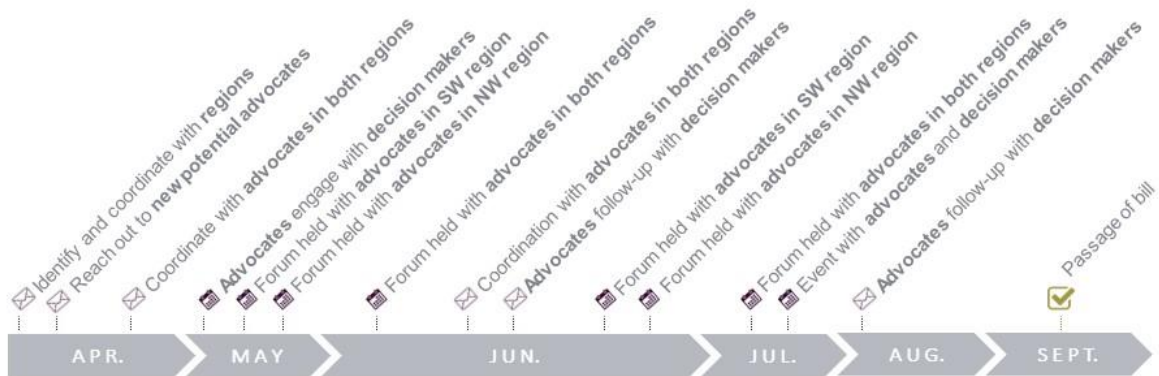 Identify and coordinate with regions
Reach out to new potential advocates
Coordinate with advocates in both regions
Advocates engage with decision makers
Forum held with advocates in SW region
Forum held with advocates in NW region
Forum held with advocates in both regions
Coordination with advocates in both regions
Advocates follow-up with decision makers
Forum held with advocates in SW region
Forum held with advocates in NW region
Forum held with advocates in both regions
Event with advocates and decision makers
Advocates follow-up with decision makers
Passage of bill
APR.
MAY
JUN.
JUL.
AUG.
SEPT.